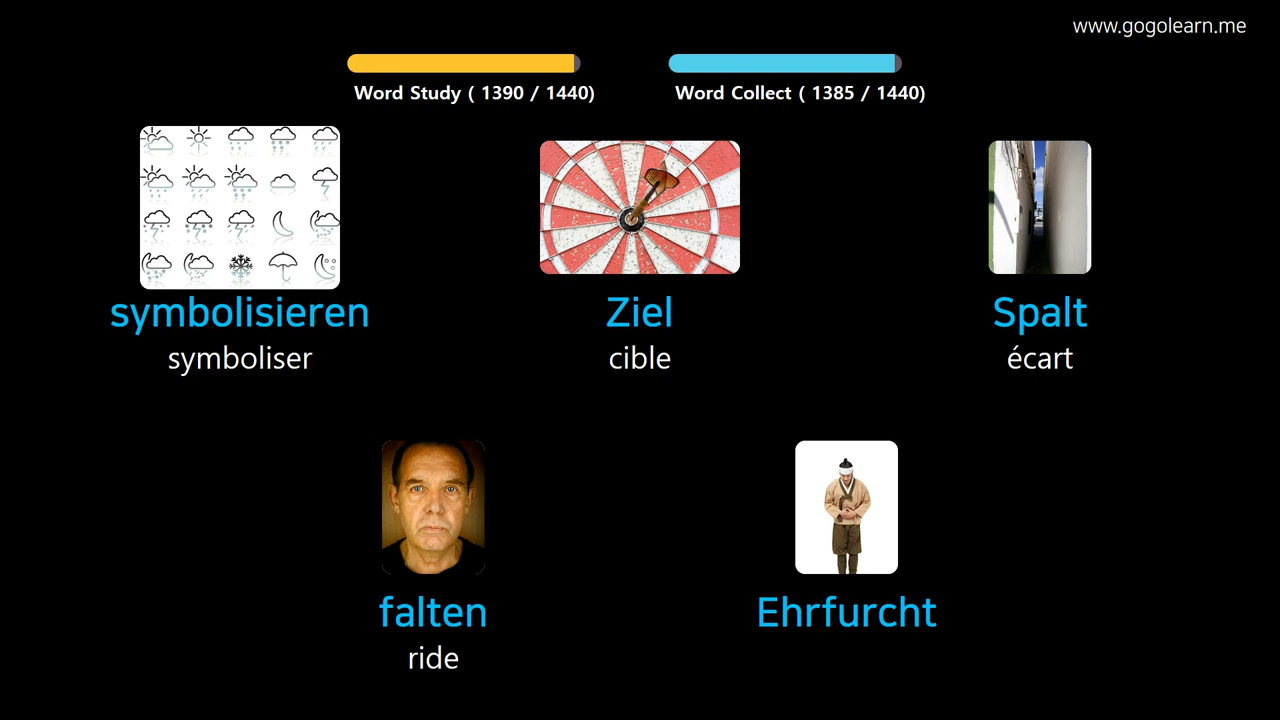 www.gogolearn.me
Word Study ( 1390 / 1440)
Word Collect ( 1385 / 1440)
symbolisieren
symboliser
Ziel
cible
Spalt
écart
falten
ride
Ehrfurcht